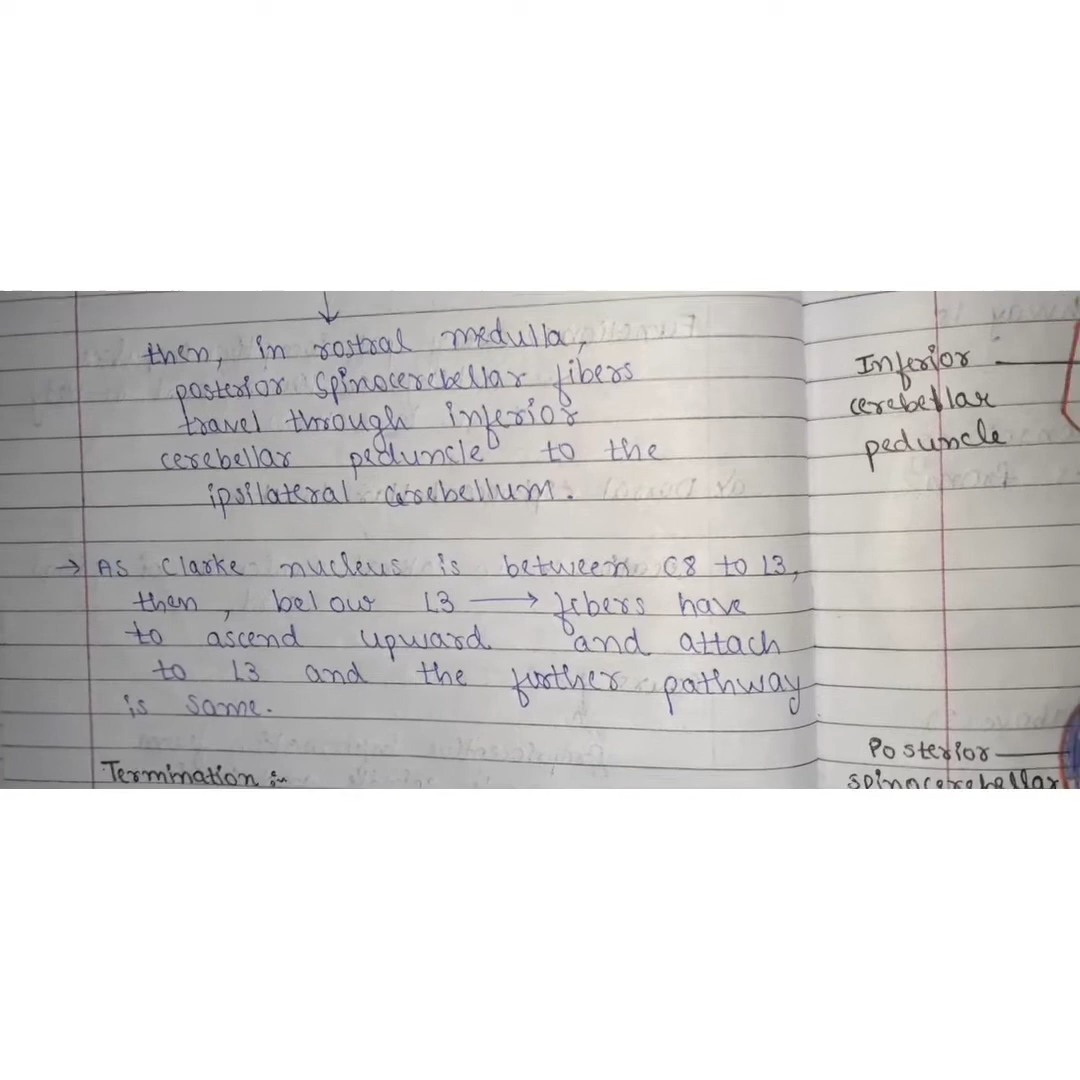 then, in rostral medulla,
posterior spinocerebellar fibers
travel through inferior
cerebellar peduncle to the
ipsilateral cerebellum.
→ As Clarke nucleus is between C8 to L3,
then, below L3 → fibers have
to ascend upward and attach
to L3 and the further pathway
is same.
Termination :-
Inferior
cerebellar
peduncle
Posterior
spinocerebellar